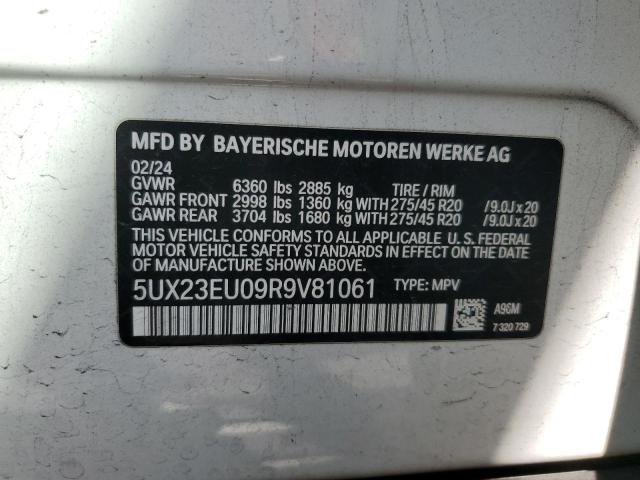 MFD BY BAYERISCHE MOTOREN WERKE AG
02/24
GVWR 6360 lbs 2885 kg TIRE / RIM
GAWR FRONT 2998 lbs 1360 kg WITH 275/45 R20 /9.0J x 20
GAWR REAR 3704 lbs 1680 kg WITH 275/45 R20 /9.0J x 20
THIS VEHICLE CONFORMS TO ALL APPLICABLE U. S. FEDERAL
MOTOR VEHICLE SAFETY STANDARDS IN EFFECT ON THE DATE
OF MANUFACTURE SHOWN ABOVE.
5UX23EU09R9V81061 TYPE: MPV
A96M
7 320 729